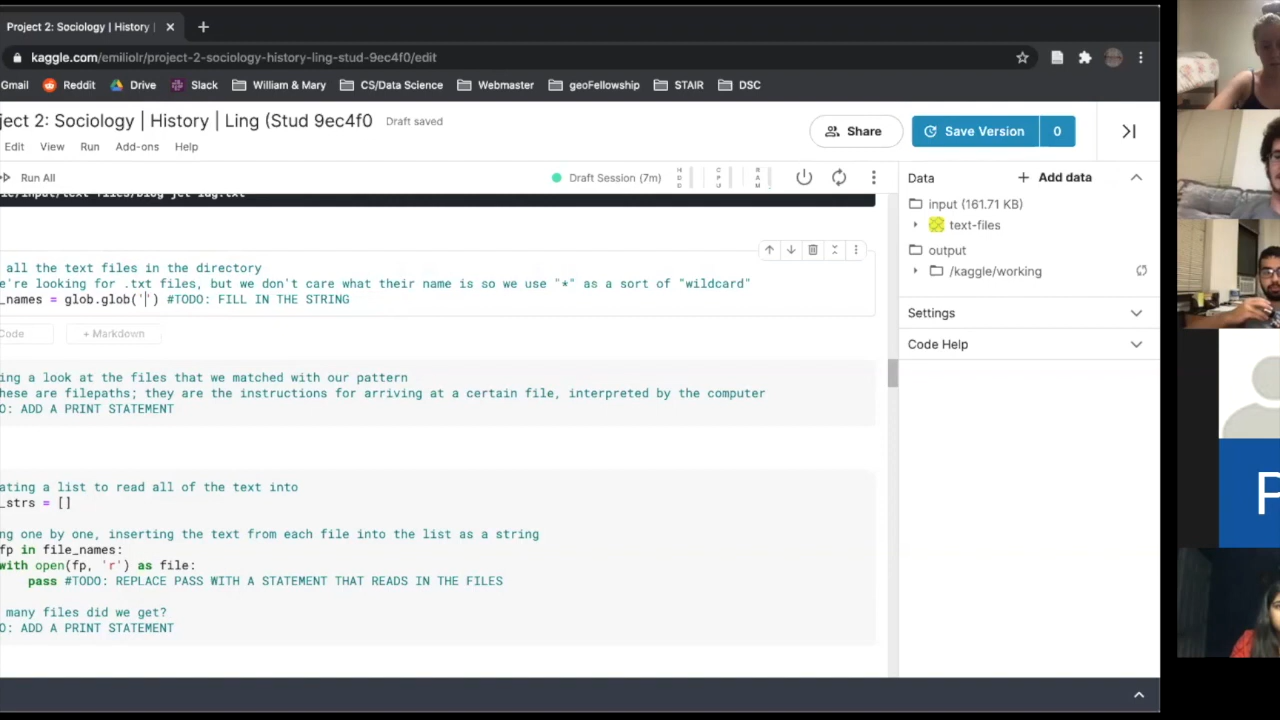 Project 2: Sociology | History |
kaggle.com/emiliolr/project-2-sociology-history-ling-stud-9ec4f0/edit
Gmail Reddit Drive Slack William & Mary CS/Data Science Webmaster geoFellowship STAIR DSC
ject 2: Sociology | History | Ling (Stud 9ec4f0 Draft saved
Share Save Version 0
Edit View Run Add-ons Help
Run All Draft Session (7m)
Data + Add data
input (161.71 KB)
text-files
output
/kaggle/working
Settings
Code Help
all the text files in the directory
e're looking for .txt files, but we don't care what their name is so we use "*" as a sort of "wildcard"
_names = glob.glob('') #TODO: FILL IN THE STRING
Code + Markdown
ing a look at the files that we matched with our pattern
hese are filepaths; they are the instructions for arriving at a certain file, interpreted by the computer
O: ADD A PRINT STATEMENT
ating a list to read all of the text into
_strs = []
ng one by one, inserting the text from each file into the list as a string
fp in file_names:
with open(fp, 'r') as file:
pass #TODO: REPLACE PASS WITH A STATEMENT THAT READS IN THE FILES
many files did we get?
O: ADD A PRINT STATEMENT
P